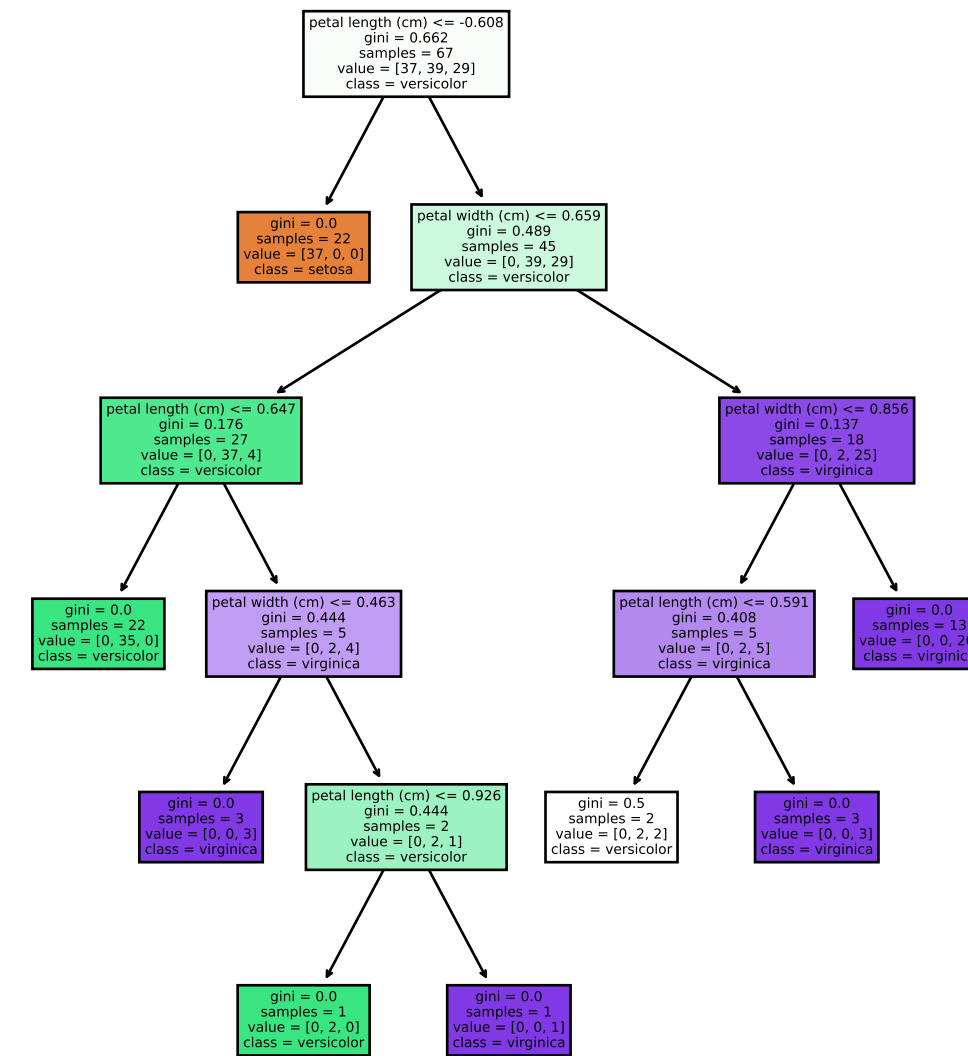 petal length (cm) <= -0.608
gini = 0.662
samples = 67
value = [37, 39, 29]
class = versicolor
gini = 0.0
samples = 22
value = [37, 0, 0]
class = setosa
petal width (cm) <= 0.659
gini = 0.489
samples = 45
value = [0, 39, 29]
class = versicolor
petal length (cm) <= 0.647
gini = 0.176
samples = 27
value = [0, 37, 4]
class = versicolor
petal width (cm) <= 0.856
gini = 0.137
samples = 18
value = [0, 2, 25]
class = virginica
gini = 0.0
samples = 22
value = [0, 35, 0]
class = versicolor
petal width (cm) <= 0.463
gini = 0.444
samples = 5
value = [0, 2, 4]
class = virginica
petal length (cm) <= 0.591
gini = 0.408
samples = 5
value = [0, 2, 5]
class = virginica
gini = 0.0
samples = 13
value = [0, 0,
class =
gini = 0.0
samples = 3
value = [0, 0, 3]
class = virginica
petal length (cm) <= 0.926
gini = 0.444
samples = 2
value = [0, 2, 1]
class = versicolor
gini = 0.5
samples = 2
value = [0, 2, 2]
class = versicolor
gini = 0.0
samples = 3
value = [0, 0, 3]
class = virginica
gini = 0.0
samples = 1
value = [0, 2, 0]
class = versicolor
gini = 0.0
samples = 1
value = [0, 0, 1]
class = virginica